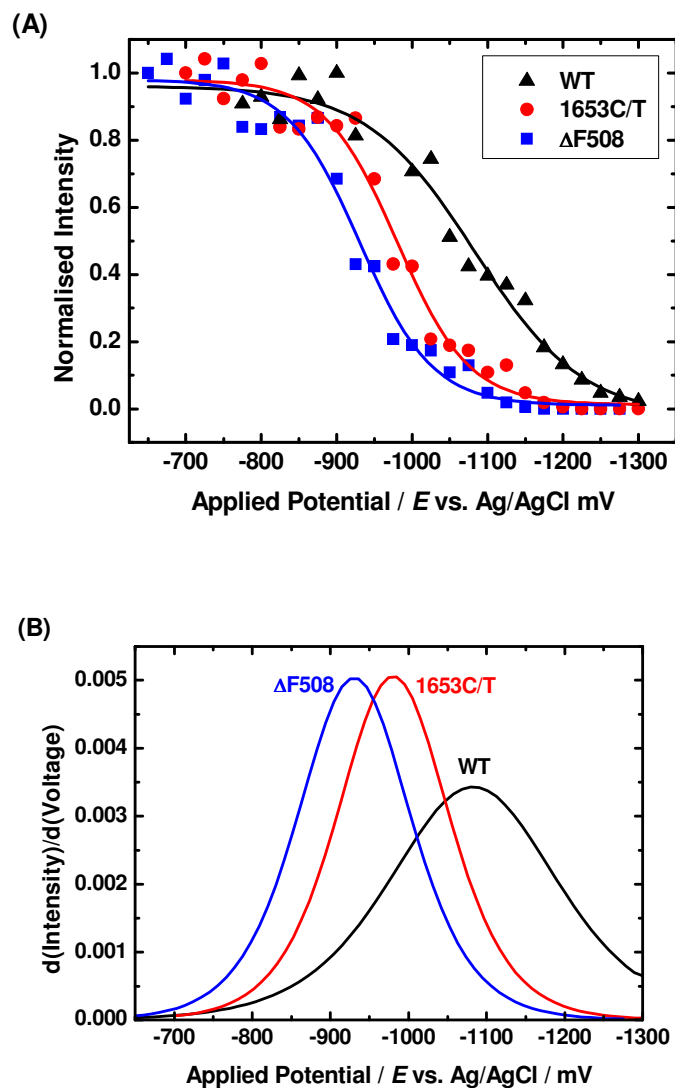 (A)
1.0
0.8
0.6
0.4
0.2
0.0
Normalised Intensity
WT
1653C/T
ΔF508
-700 -800 -900 -1000 -1100 -1200 -1300
Applied Potential / E vs. Ag/AgCl mV
(B)
0.005
0.004
0.003
0.002
0.001
0.000
d(Intensity)/d(Voltage)
ΔF508
1653C/T
WT
-700 -800 -900 -1000 -1100 -1200 -1300
Applied Potential / E vs. Ag/AgCl / mV